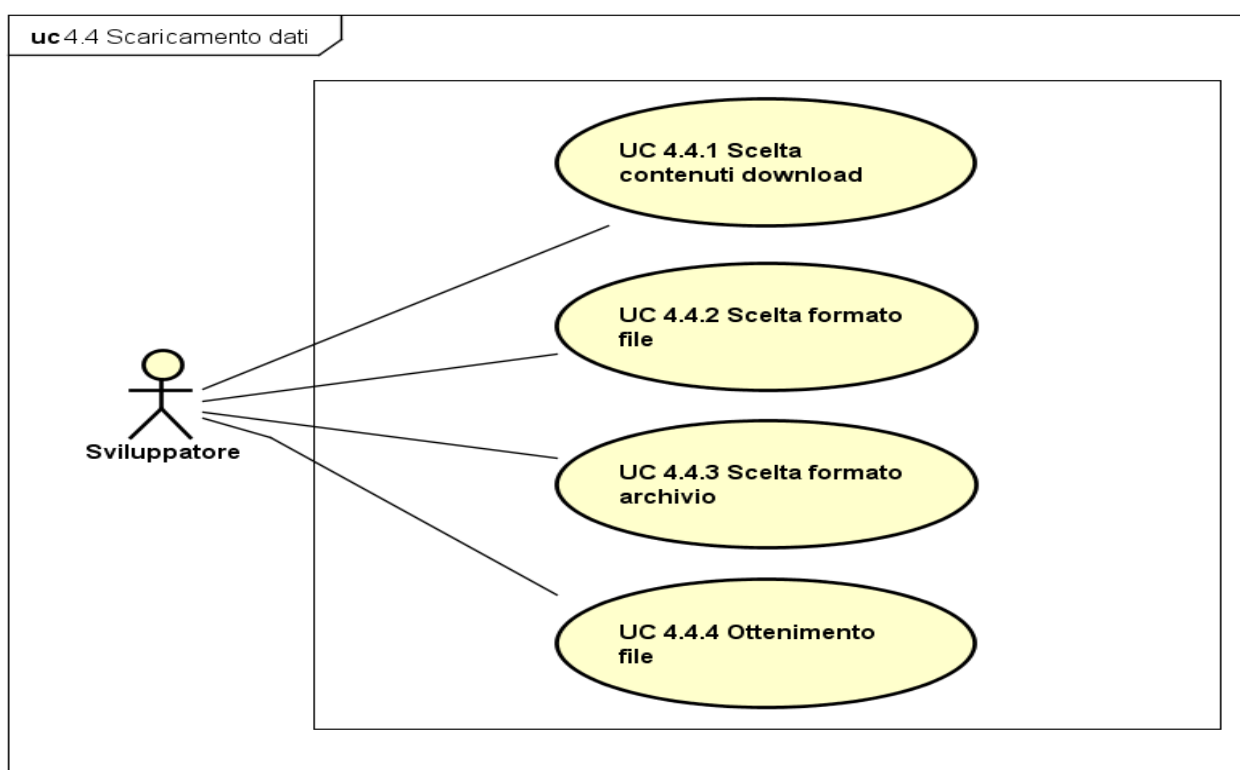 uc 4.4 Scaricamento dati
UC 4.4.1 Scelta
contenuti download
UC 4.4.2 Scelta formato
file
Sviluppatore
UC 4.4.3 Scelta formato
archivio
UC 4.4.4 Ottenimento
file